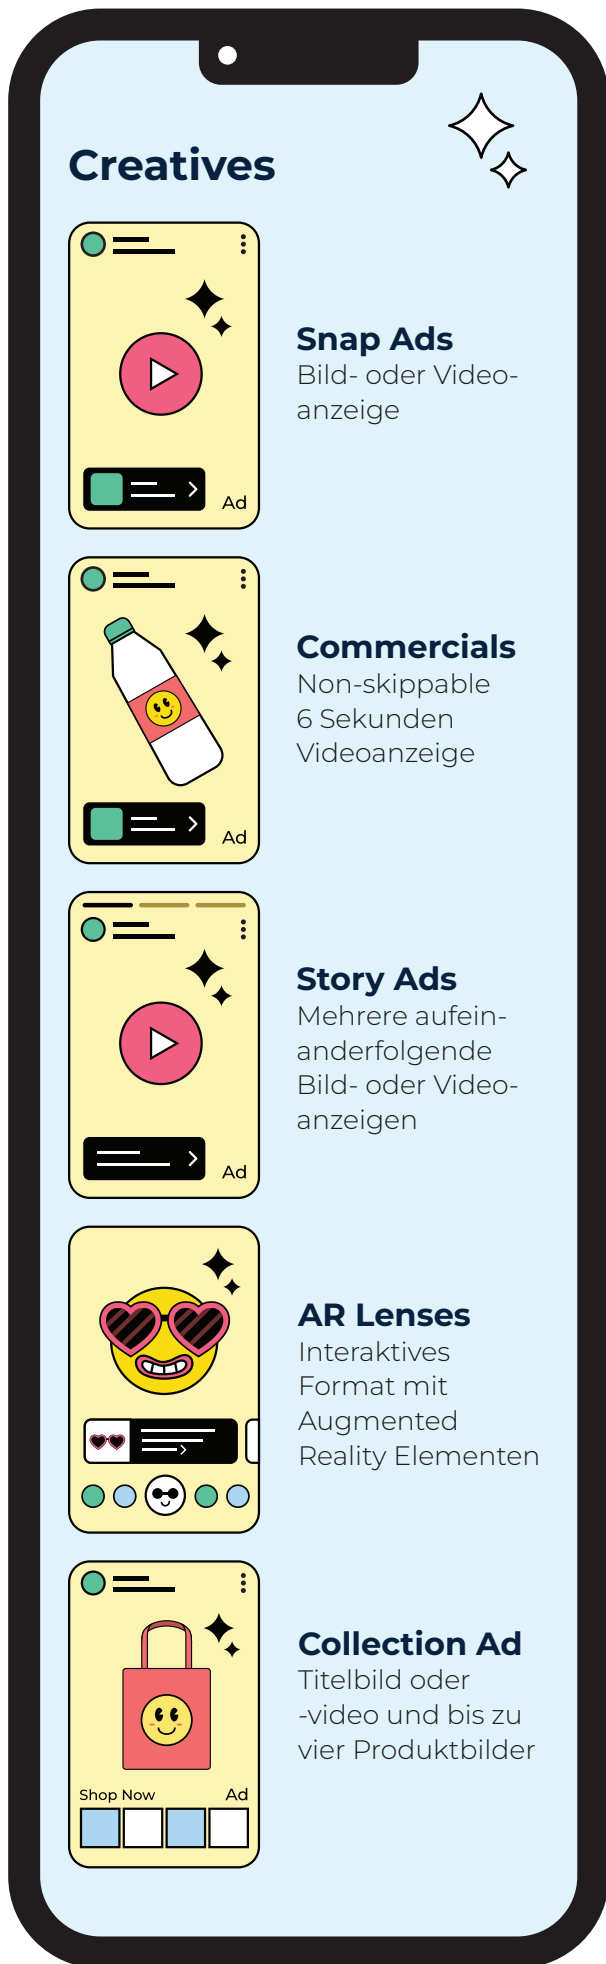 Creatives
Snap Ads
Bild- oder Video-
anzeige
Ad
Commercials
Non-skippable
6 Sekunden
Videoanzeige
Ad
Story Ads
Mehrere aufein-
anderfolgende
Bild- oder Video-
anzeigen
Ad
AR Lenses
Interaktives
Format mit
Augmented
Reality Elementen
Collection Ad
Titelbild oder
-video und bis zu
vier Produktbilder
Shop Now
Ad